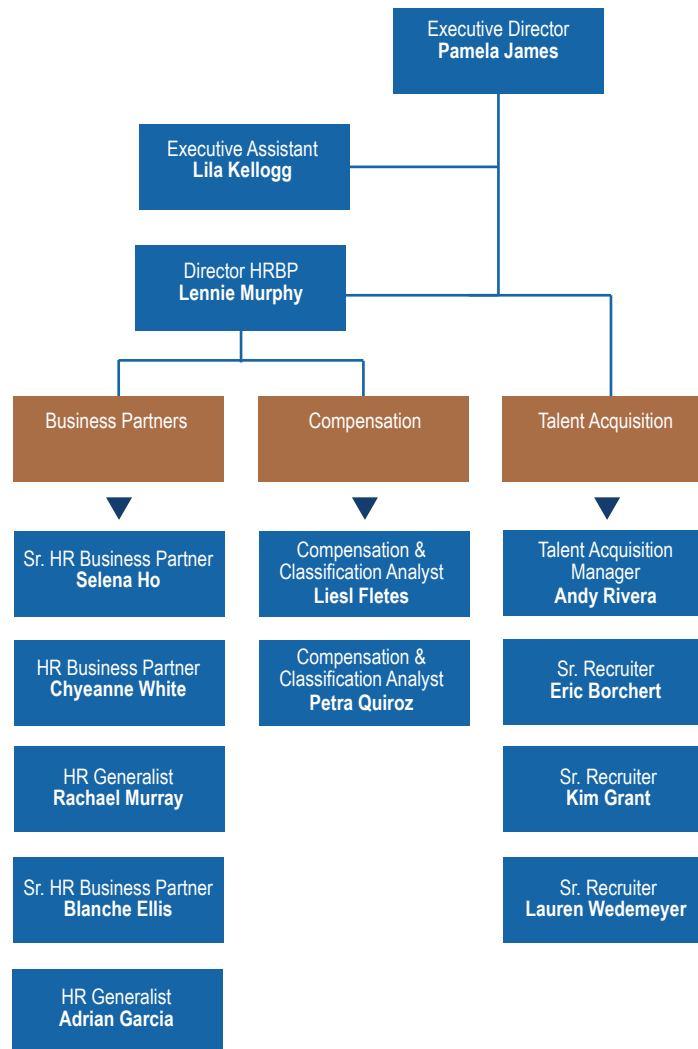 Executive Director
Pamela James
Executive Assistant
Lila Kellogg
Director HRBP
Lennie Murphy
Business Partners
Compensation
Talent Acquisition
Sr. HR Business Partner
Selena Ho
HR Business Partner
Chyeanne White
HR Generalist
Rachael Murray
Sr. HR Business Partner
Blanche Ellis
HR Generalist
Adrian Garcia
Compensation &
Classification Analyst
Liesl Fletes
Compensation &
Classification Analyst
Petra Quiroz
Talent Acquisition
Manager
Andy Rivera
Sr. Recruiter
Eric Borchert
Sr. Recruiter
Kim Grant
Sr. Recruiter
Lauren Wedemeyer